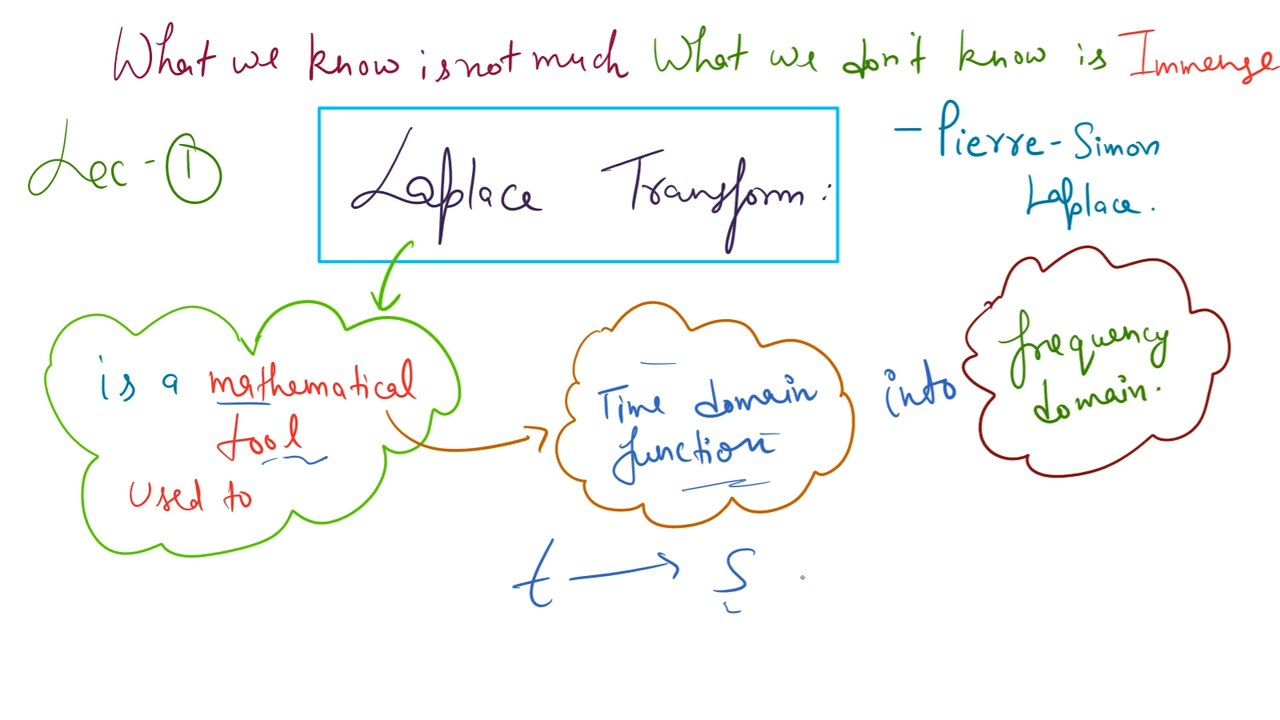 What we know is not much What we don't know is Immense
- Pierre-Simon
Laplace.
Lec - 1
Laplace Transform:
is a mathematical
tool
Used to
Time domain
function
into
frequency
domain.
t → S